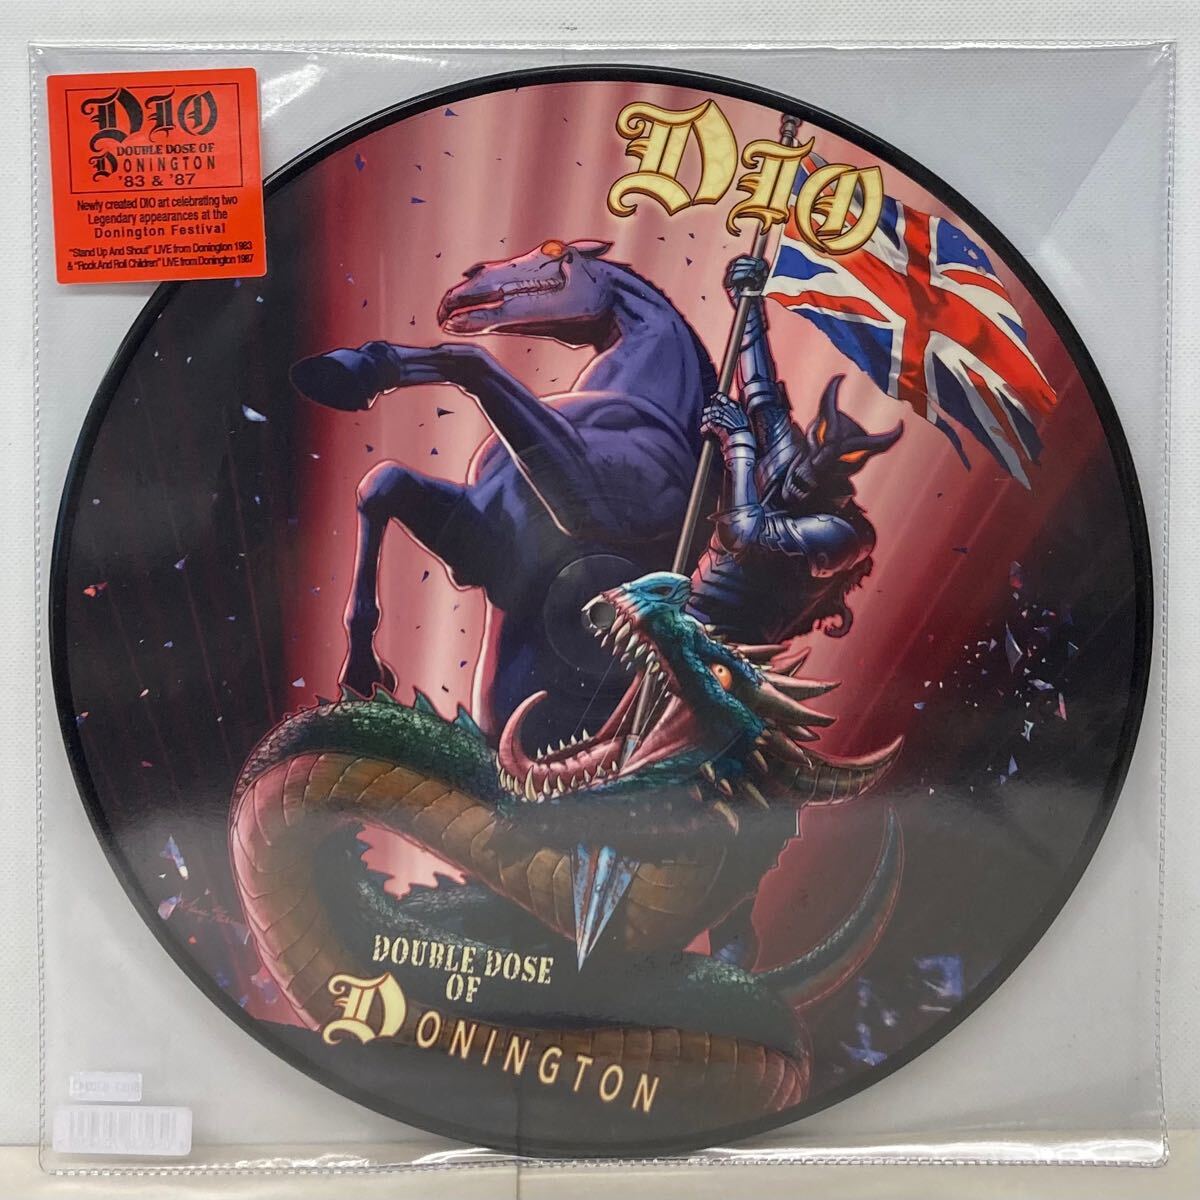 DIO
DOUBLE DOSE OF
DONINGTON
'83 & '87
Newly created DIO art celebrating two
Legendary appearances at the
Donington Festival
"Stand Up And Shout" LIVE from Donington 1983
& "Rock And Roll Children" LIVE from Donington 1987
DIO
DOUBLE DOSE
OF
DONINGTON